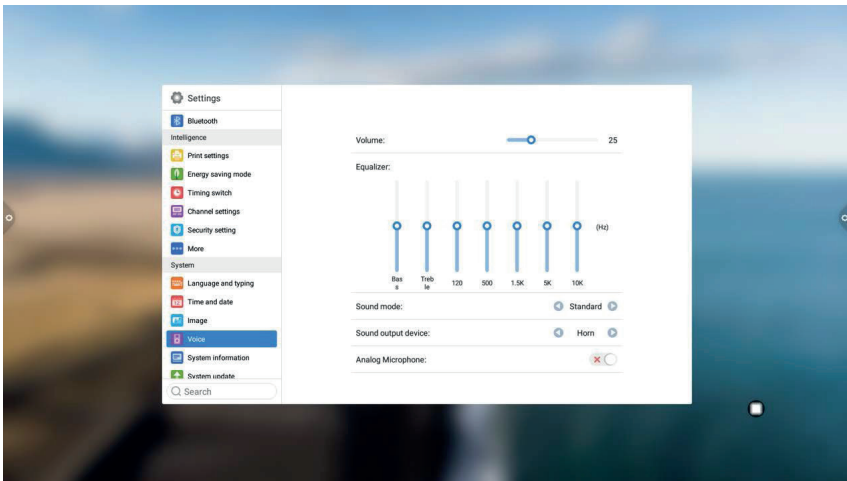 Settings
Bluetooth
Intelligence
Print settings
Energy saving mode
Timing switch
Channel settings
Security setting
More
System
Language and typing
Time and date
Image
Voice
System information
System update
Search
Volume:
25
Equalizer:
(Hz)
Bas
s
Treb
le
120
500
1.5K
5K
10K
Sound mode:
Standard
Sound output device:
Horn
Analog Microphone: